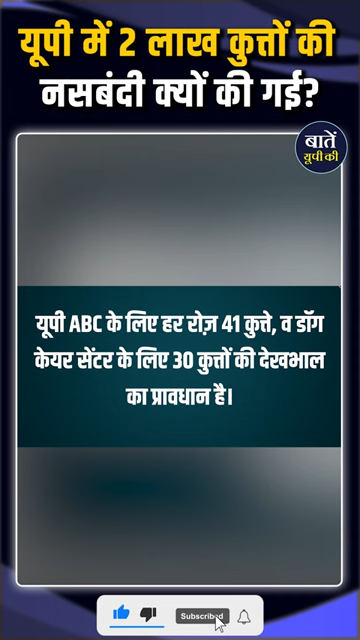 यूपी में 2 लाख कुत्तों की
नसबंदी क्यों की गई?
बातें
यूपी की
यूपी ABC के लिए हर रोज़ 41 कुत्ते, व डॉग
केयर सेंटर के लिए 30 कुत्तों की देखभाल
का प्रावधान है।
Subscribed